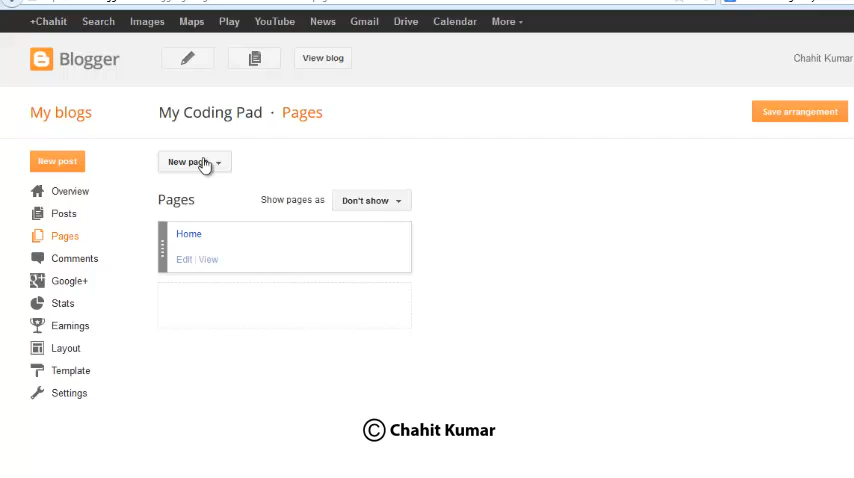 +Chahit Search Images Maps Play YouTube News Gmail Drive Calendar More
Blogger View blog Chahit Kumar
My blogs My Coding Pad · Pages Save arrangement
New post New page
Overview
Pages Show pages as Don't show
Posts
Home
Pages
Comments Edit | View
Google+
Stats
Earnings
Layout
Template
Settings
© Chahit Kumar